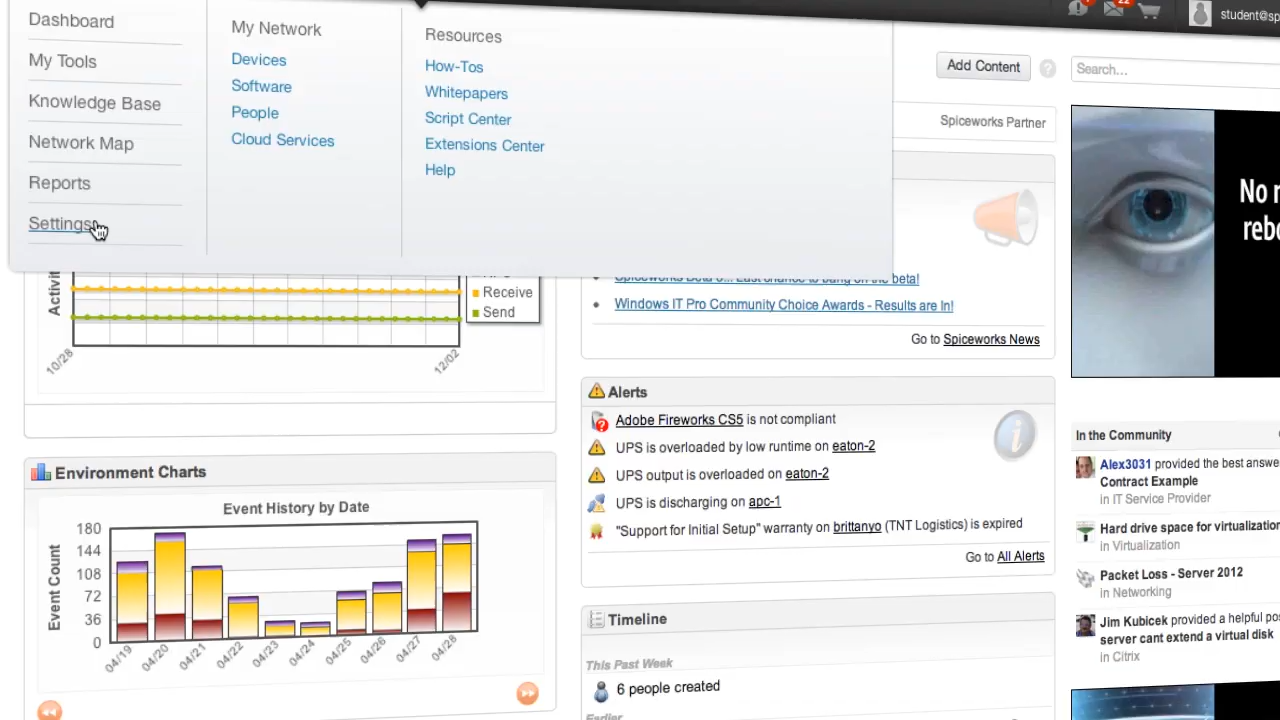 Dashboard
My Tools
Knowledge Base
Network Map
Reports
Settings
My Network
Devices
Software
People
Cloud Services
Resources
How-Tos
Whitepapers
Script Center
Extensions Center
Help
22
student@sp
Add Content
?
Search...
Spiceworks Partner
No
rebo
Activi
Receive
Send
10/28
12/02
Windows IT Pro Community Choice Awards - Results are In!
Go to Spiceworks News
Alerts
Adobe Fireworks CS5 is not compliant
UPS is overloaded by low runtime on eaton-2
UPS output is overloaded on eaton-2
UPS is discharging on apc-1
"Support for Initial Setup" warranty on brittanyo (TNT Logistics) is expired
Go to All Alerts
Environment Charts
Event History by Date
Event Count
180
144
108
72
36
0
04/19
04/20
04/21
04/22
04/23
04/24
04/25
04/26
04/27
04/28
Timeline
This Past Week
6 people created
Earlier
In the Community
Alex3031 provided the best answe
Contract Example
in IT Service Provider
Hard drive space for virtualization
in Virtualization
Packet Loss - Server 2012
in Networking
Jim Kubicek provided a helpful pos
server cant extend a virtual disk
in Citrix